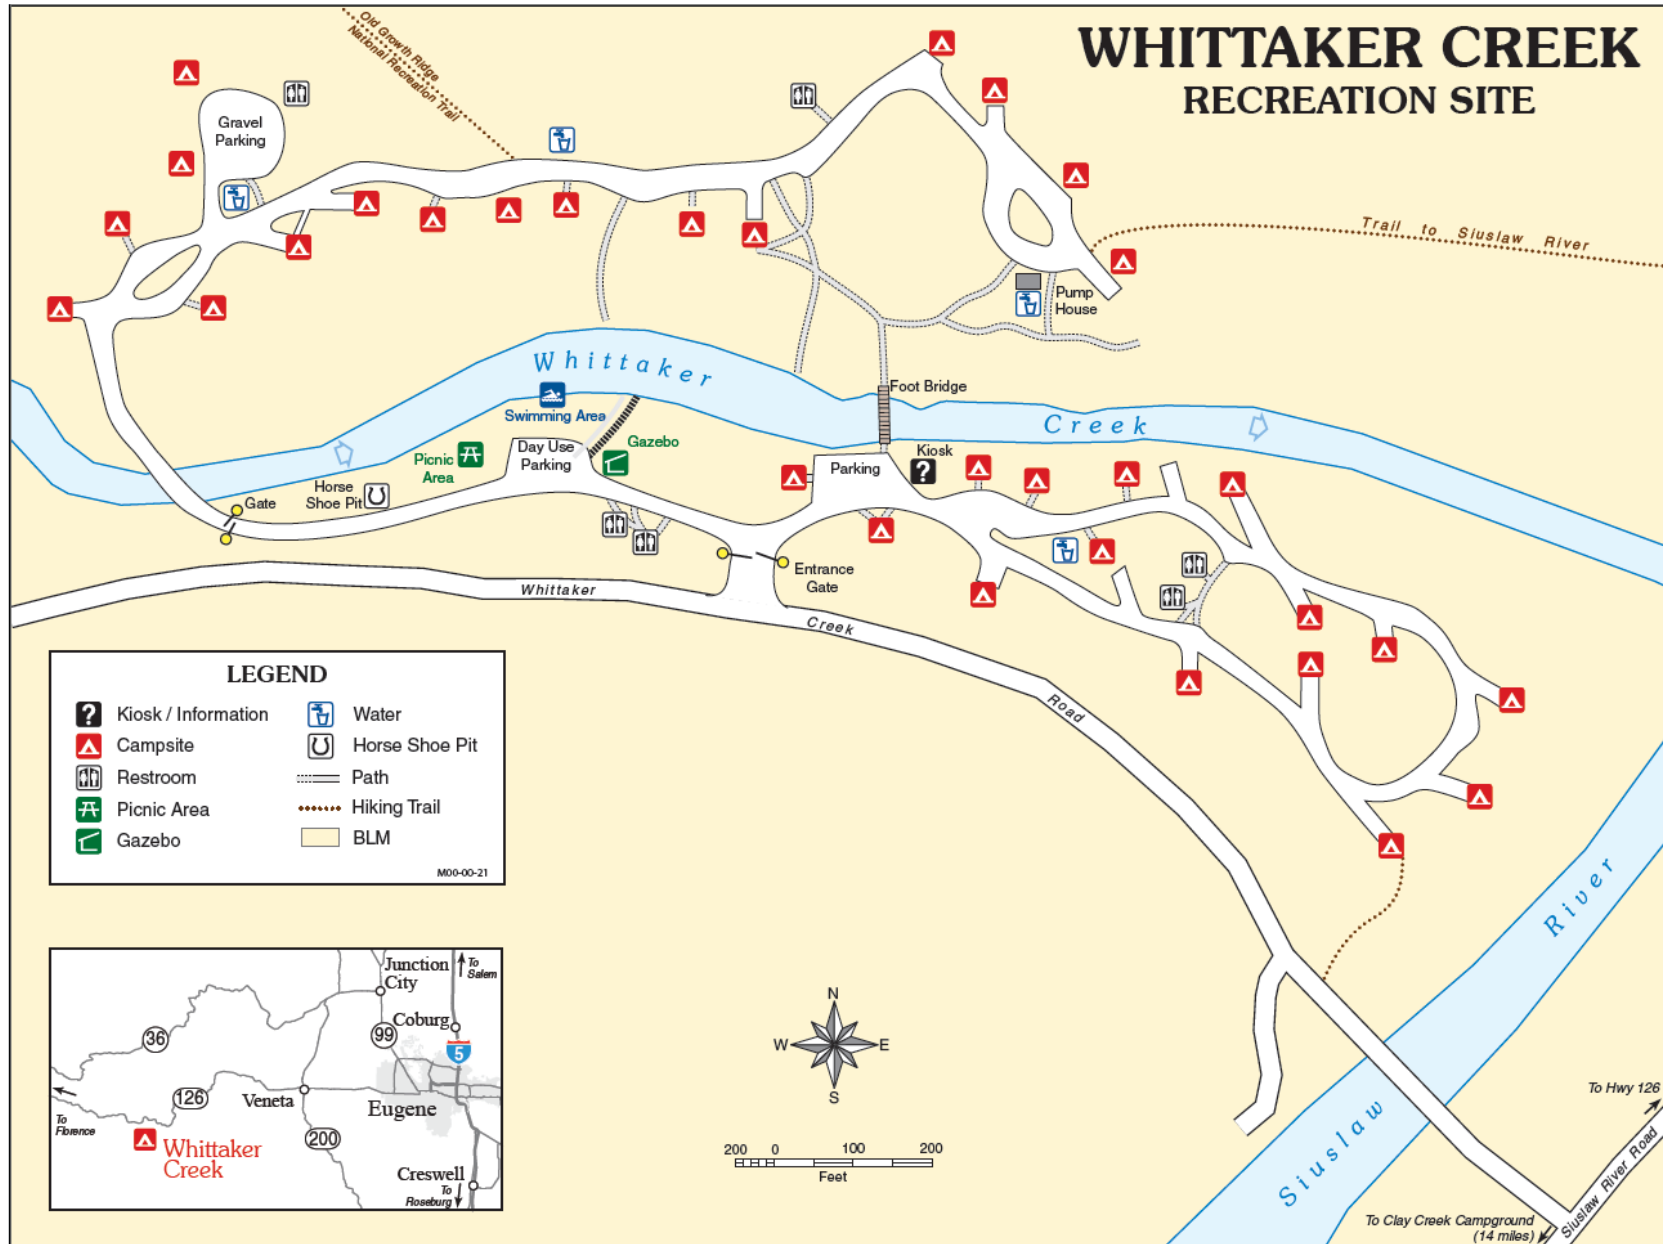 WHITTAKER CREEK
RECREATION SITE
Old Growth Ridge
National Recreation Trail
Gravel
Parking
Trail to Siuslaw River
Pump
House
Whittaker
Creek
Foot Bridge
Swimming Area
Gazebo
Day Use
Parking
Picnic
Area
Horse
Shoe Pit
Gate
Parking
Kiosk
?
Entrance
Gate
Whittaker
Creek
Road
LEGEND
? Kiosk / Information
Campsite
Restroom
Picnic Area
Gazebo
Water
Horse Shoe Pit
Path
Hiking Trail
BLM
M00-00-21
Siuslaw
River
Junction
City
To
Salem
Coburg
36
99
5
126
Veneta
Eugene
To
Florence
200
Whittaker
Creek
Creswell
To
Roseburg
N
W E
S
200 0 100 200
Feet
To Hwy 126
Siuslaw River Road
To Clay Creek Campground
(14 miles)